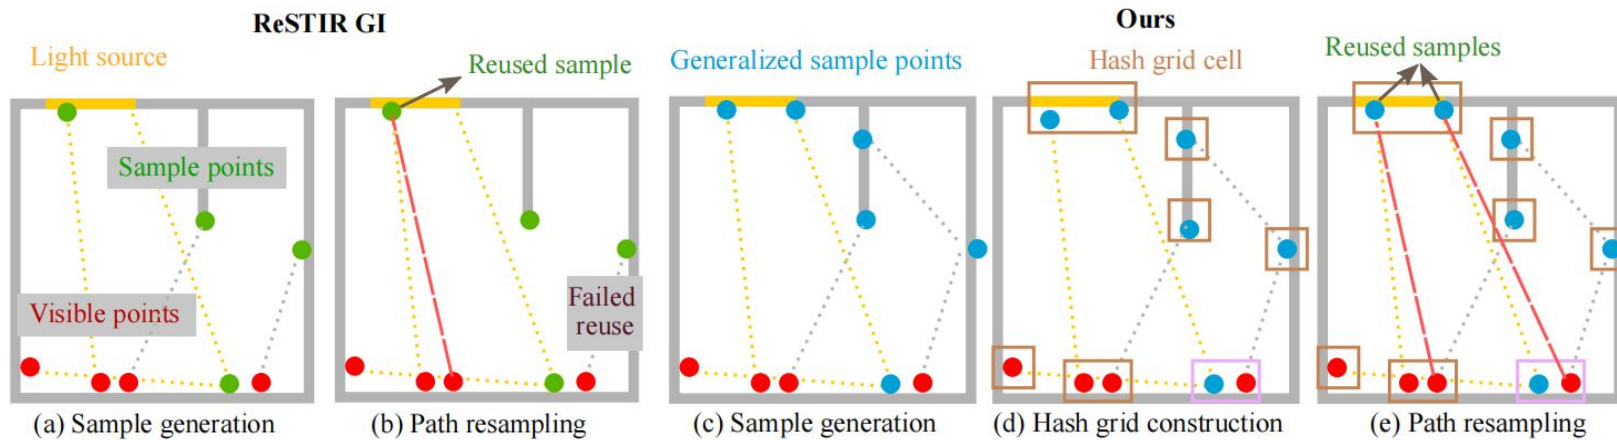 ReSTIR GI
Ours
Light source
Reused sample
Generalized sample points
Hash grid cell
Reused samples
Sample points
Visible points
Failed
reuse
(a) Sample generation
(b) Path resampling
(c) Sample generation
(d) Hash grid construction
(e) Path resampling